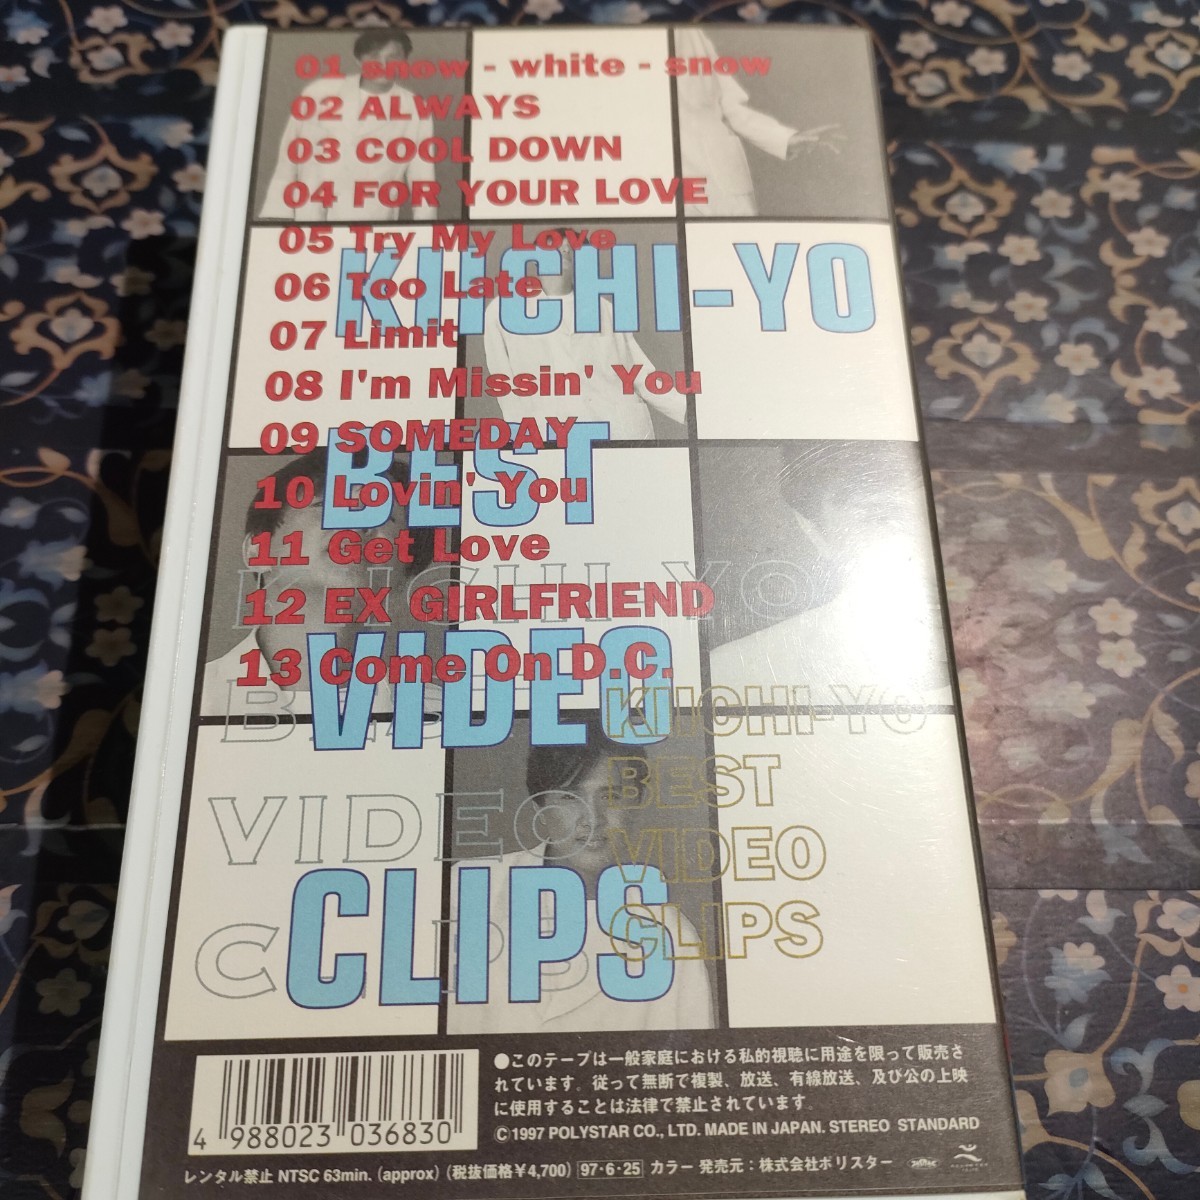 01 snow - white - snow
02 ALWAYS
03 COOL DOWN
04 FOR YOUR LOVE
05 Try My Love
06 Too Late
07 Limit
08 I'm Missin' You
09 SOMEDAY
10 Lovin' You
11 Get Love
12 EX GIRLFRIEND
13 Come On D.C.
KIICHI-YO
BEST
VIDEO
CLIPS
KIICHI-YO
BEST
VIDEO
CLIPS
KIICHI-YO
BEST
VIDEO
CLIPS
4 988023 036830
●このテープは一般家庭における私的視聴に用途を限って販売さ
れています。従って無断で複製、放送、有線放送、及び公の上映
に使用することは法律で禁止されています。
©1997 POLYSTAR CO., LTD. MADE IN JAPAN. STEREO STANDARD
レンタル禁止 NTSC 63min. (approx) (税抜価格¥4,700) 97・6・25 カラー 発売元:株式会社ポリスター